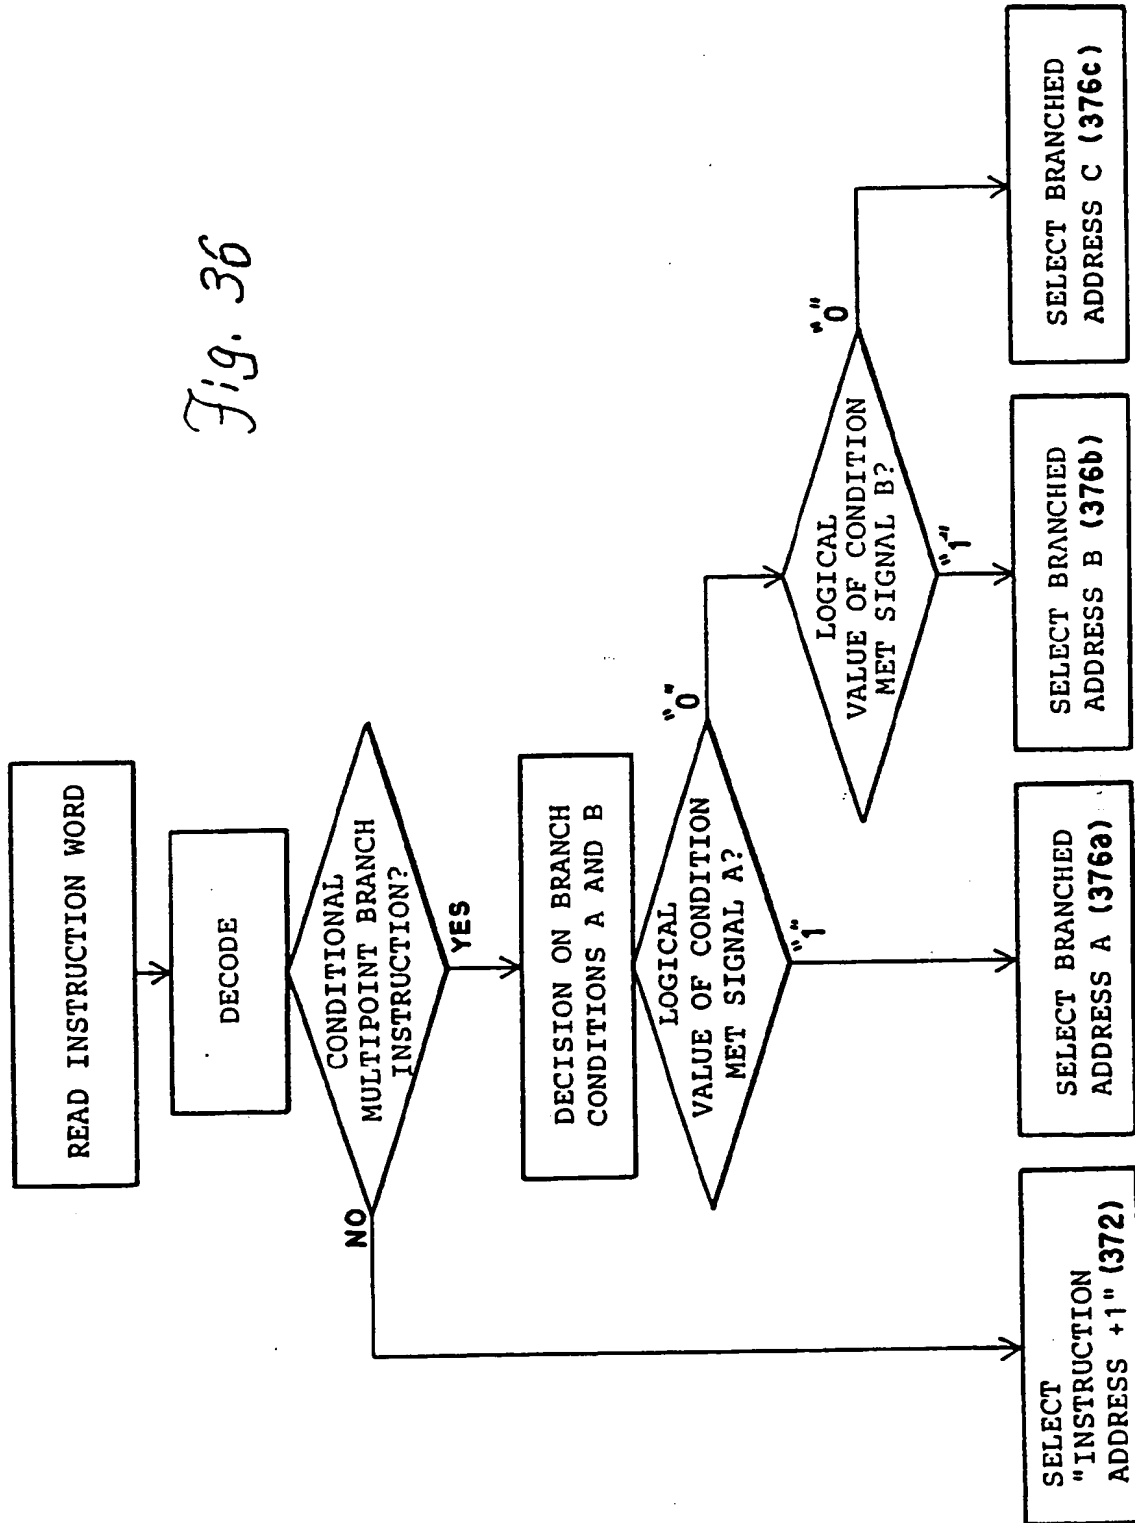 Fig. 36
READ INSTRUCTION WORD
DECODE
CONDITIONAL
MULTIPOINT BRANCH
INSTRUCTION?
NO
YES
DECISION ON BRANCH
CONDITIONS A AND B
LOGICAL
VALUE OF CONDITION
MET SIGNAL A?
"0"
"1"
LOGICAL
VALUE OF CONDITION
MET SIGNAL B?
"0"
"1"
SELECT
"INSTRUCTION
ADDRESS +1" (372)
SELECT BRANCHED
ADDRESS A (376a)
SELECT BRANCHED
ADDRESS B (376b)
SELECT BRANCHED
ADDRESS C (376c)